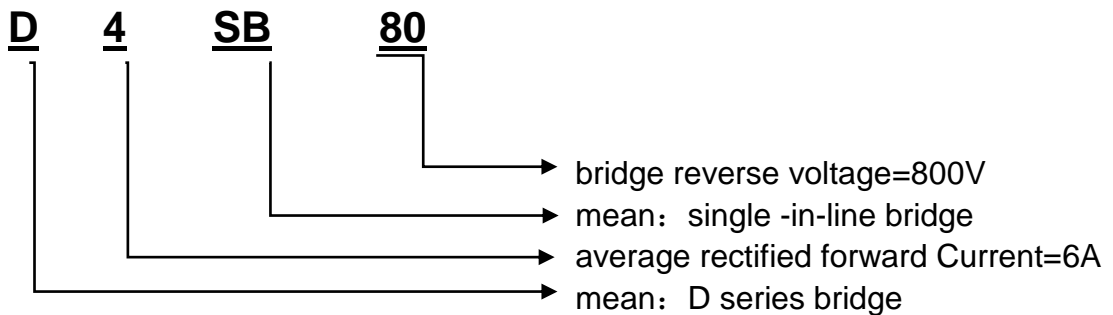 D 4 SB 80
bridge reverse voltage=800V
mean：single -in-line bridge
average rectified forward Current=6A
mean：D series bridge